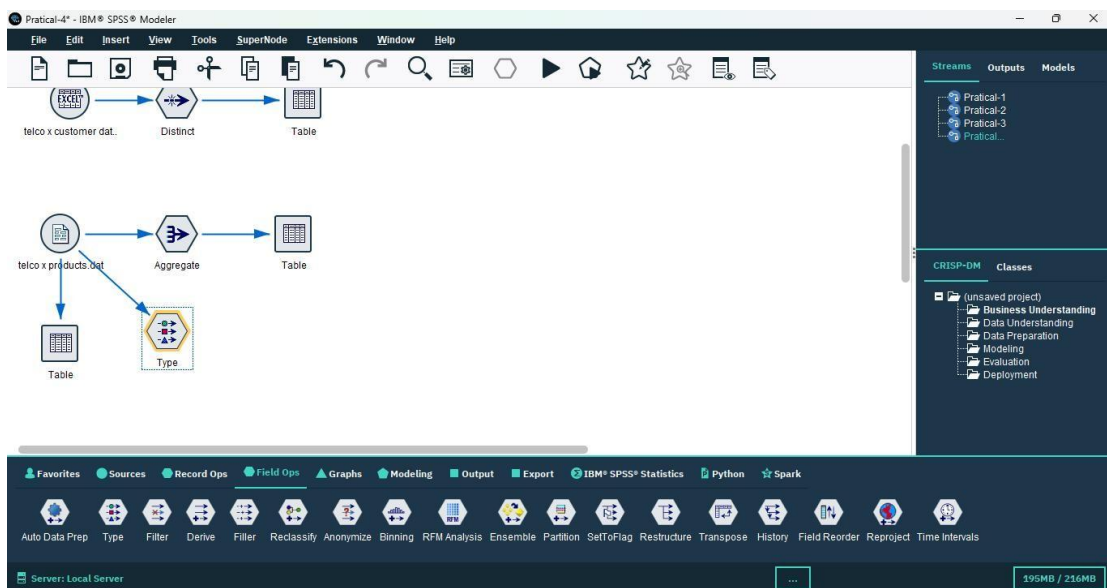 Pratical-4* - IBM® SPSS® Modeler
File Edit Insert View Tools SuperNode Extensions Window Help
Streams Outputs Models
Pratical-1
Pratical-2
Pratical-3
Pratical...
EXCEL
telco x customer dat..
Distinct
Table
telco x products.dat
Aggregate
Table
Table
Type
CRISP-DM Classes
(unsaved project)
Business Understanding
Data Understanding
Data Preparation
Modeling
Evaluation
Deployment
Favorites Sources Record Ops Field Ops Graphs Modeling Output Export IBM® SPSS® Statistics Python Spark
RFM
Auto Data Prep Type Filter Derive Filler Reclassify Anonymize Binning RFM Analysis Ensemble Partition SetToFlag Restructure Transpose History Field Reorder Reproject Time Intervals
Server: Local Server ... 195MB / 216MB